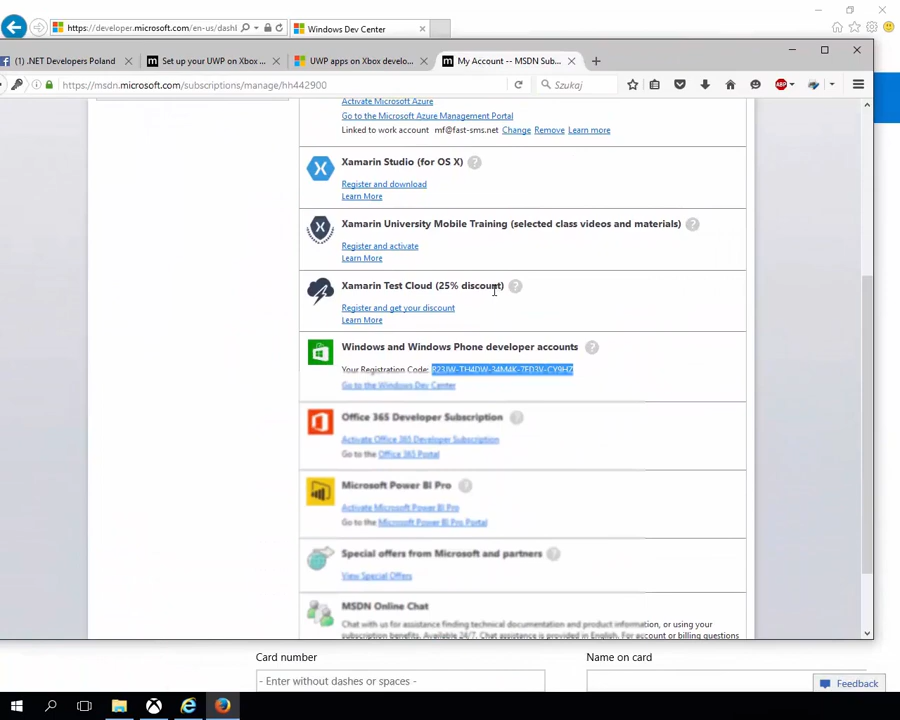 https://developer.microsoft.com/en-us/dashl
Windows Dev Center
(1) .NET Developers Poland
Set up your UWP on Xbox ...
UWP apps on Xbox develo...
My Account -- MSDN Sub...
https://msdn.microsoft.com/subscriptions/manage/hh442900
Szukaj
ABP
Activate Microsoft Azure
Go to the Microsoft Azure Management Portal
Linked to work account mf@fast-sms.net Change Remove Learn more
Xamarin Studio (for OS X) ?
Register and download
Learn More
Xamarin University Mobile Training (selected class videos and materials) ?
Register and activate
Learn More
Xamarin Test Cloud (25% discount) ?
Register and get your discount
Learn More
Windows and Windows Phone developer accounts ?
Your Registration Code:
Go to the Windows Dev Center
Office 365 Developer Subscription ?
Activate Office 365 Developer Subscription
Go to the Office 365 Portal
Microsoft Power BI Pro ?
Activate Microsoft Power BI Pro
Go to the Microsoft Power BI Pro Portal
Special offers from Microsoft and partners ?
View Special Offers
MSDN Online Chat
Chat with us for assistance finding technical documentation and product information, or using your
subscription benefits. Available 24/7. Chat assistance is provided in English. For account or billing questions
Card number
Name on card
- Enter without dashes or spaces -
Feedback